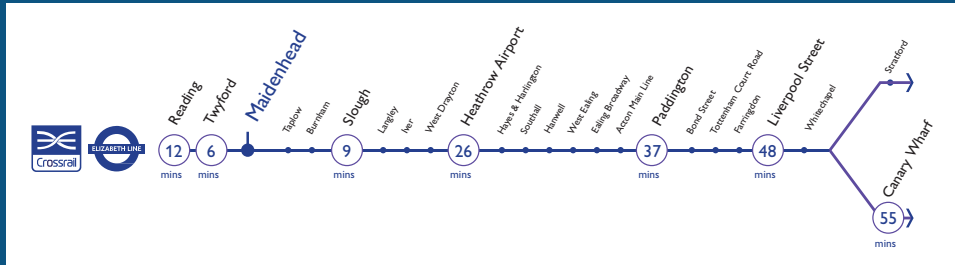 Crossrail
ELIZABETH LINE
Reading
12
mins
Twyford
6
mins
Maidenhead
Taplow
Burnham
Slough
9
mins
Langley
Iver
West Drayton
Heathrow Airport
26
mins
Hayes & Harlington
Southall
Hanwell
West Ealing
Ealing Broadway
Acton Main Line
Paddington
37
mins
Bond Street
Tottenham Court Road
Farringdon
Liverpool Street
48
mins
Whitechapel
Stratford
Canary Wharf
55
mins